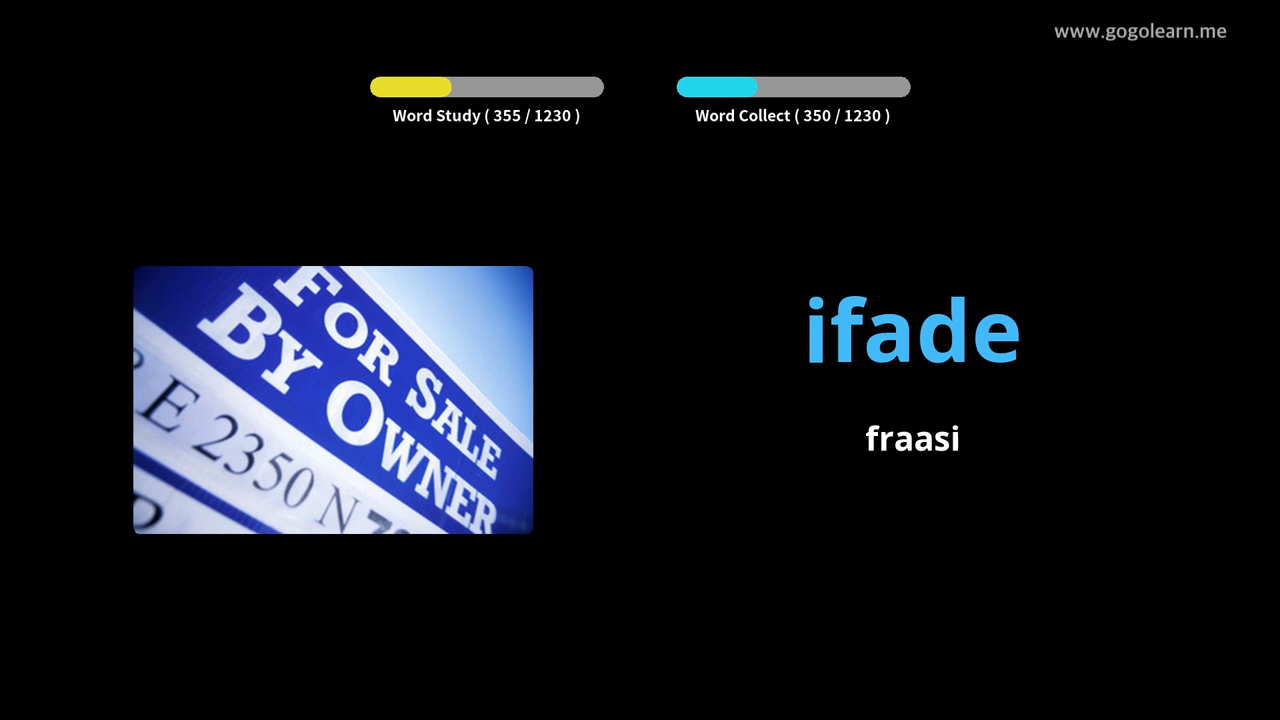 www.gogolearn.me
Word Study ( 355 / 1230 )
Word Collect ( 350 / 1230 )
FOR SALE
BY OWNER
E 2350 N
ifade
fraasi